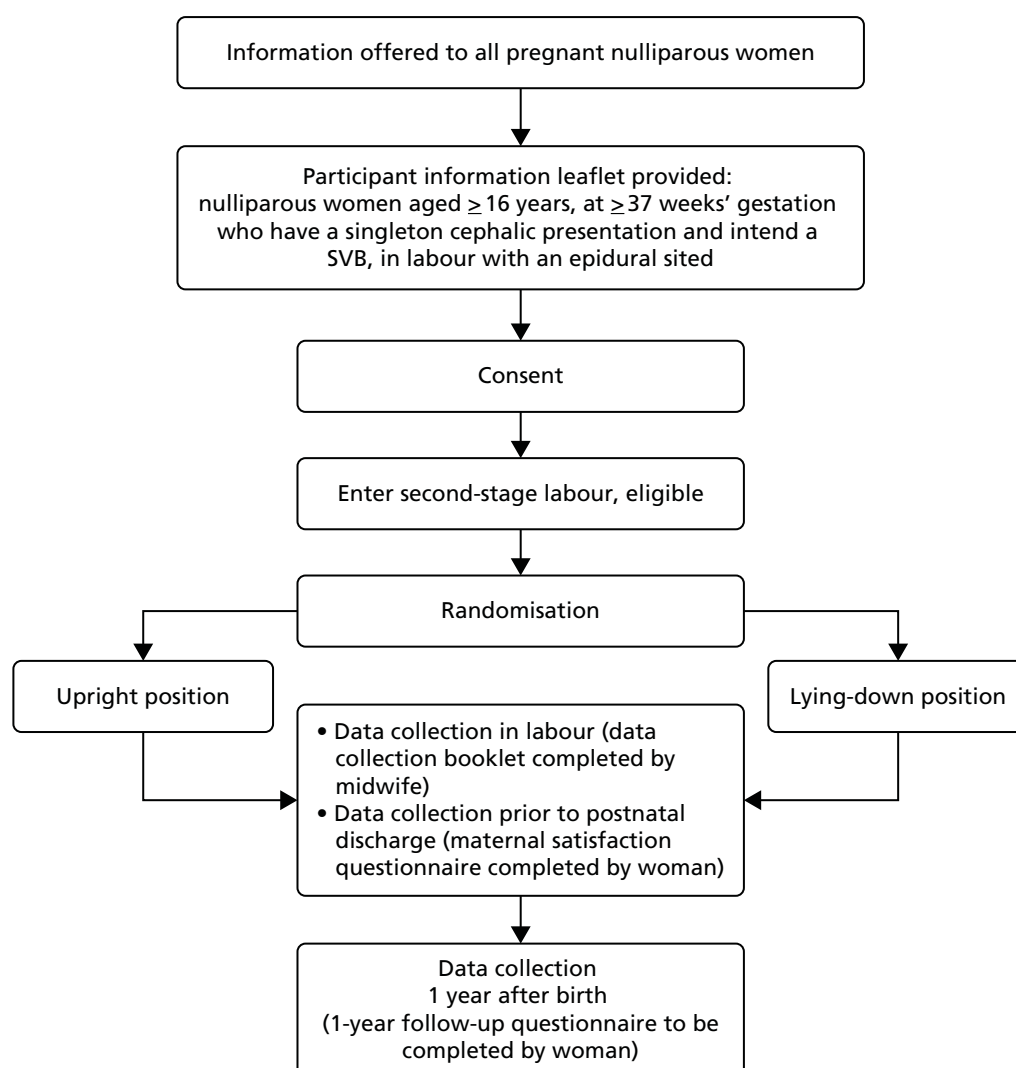 Information offered to all pregnant nulliparous women
Participant information leaflet provided:
nulliparous women aged ≥16 years, at ≥37 weeks’ gestation
who have a singleton cephalic presentation and intend a
SVB, in labour with an epidural sited
Consent
Enter second-stage labour, eligible
Randomisation
Upright position
Lying-down position
• Data collection in labour (data
collection booklet completed by
midwife)
• Data collection prior to postnatal
discharge (maternal satisfaction
questionnaire completed by woman)
Data collection
1 year after birth
(1-year follow-up questionnaire to be
completed by woman)